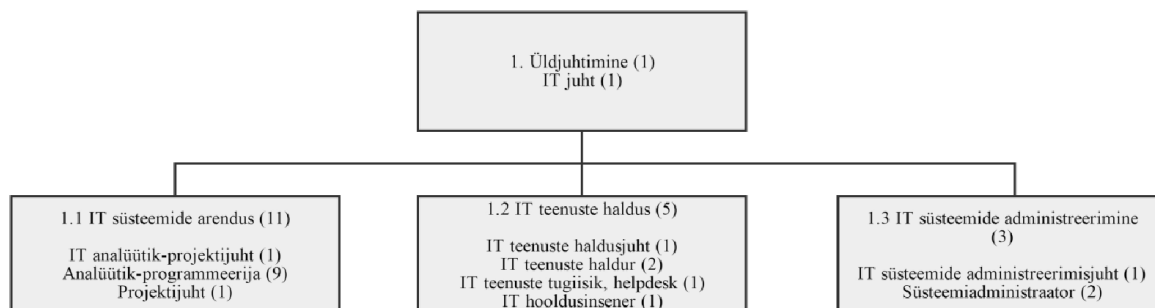 1. Üldjuhtimine (1)
IT juht (1)
1.1 IT süsteemide arendus (11)
IT analüütik-projektijuht (1)
Analüütik-programmeerija (9)
Projektijuht (1)
1.2 IT teenuste haldus (5)
IT teenuste haldusjuht (1)
IT teenuste haldur (2)
IT teenuste tugiisik, helpdesk (1)
IT hooldusinsener (1)
1.3 IT süsteemide administreerimine
(3)
IT süsteemide administreerimisjuht (1)
Süsteemiadministraator (2)